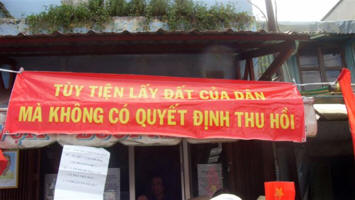 TÙY TIỆN LẤY ĐẤT CỦA DÂN
MÀ KHÔNG CÓ QUYẾT ĐỊNH THU HỒI